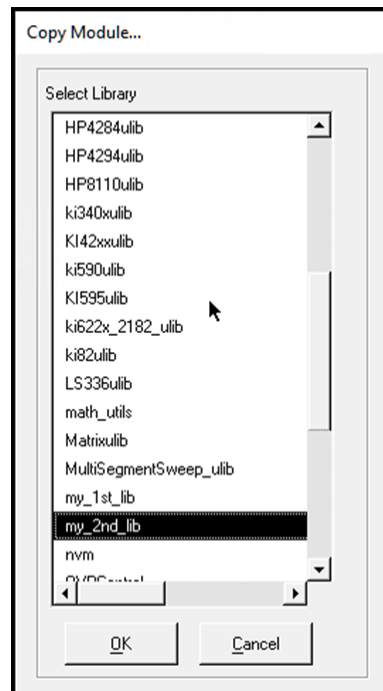 Copy Module...
Select Library
HP4284ulib
HP4294ulib
HP8110ulib
ki340xulib
KI42xxulib
ki590ulib
KI595ulib
ki622x_2182_ulib
ki82ulib
LS336ulib
math_utils
Matrixulib
MultiSegmentSweep_ulib
my_1st_lib
my_2nd_lib
nvm
OK
Cancel